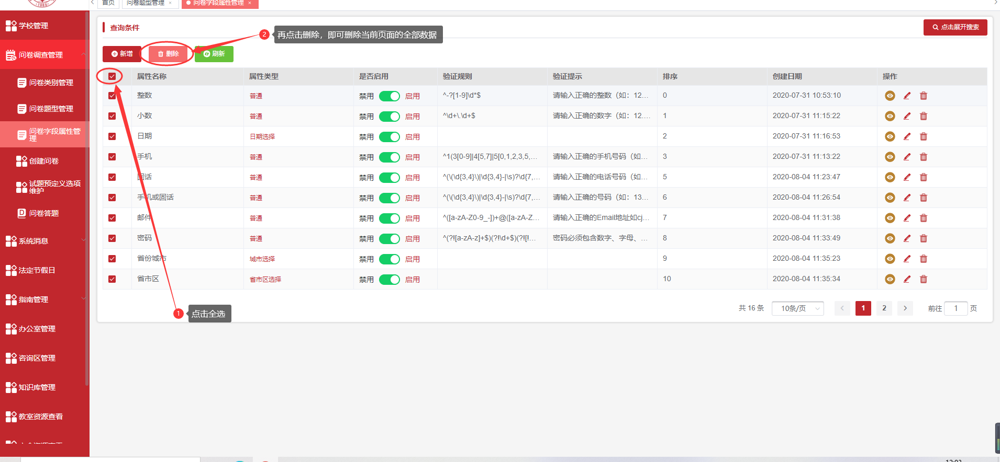 1960
首页
问卷题型管理 ×
问卷字段属性管理 ×
学校管理
问卷调查管理
问卷类别管理
问卷题型管理
问卷字段属性管
理
创建问卷
试题预定义选项
维护
问卷答题
系统消息
法定节假日
指南管理
办公室管理
咨询区管理
知识库管理
教室资源查看
查询条件
点击展开搜索
2 再点击删除，即可删除当前页面的全部数据
新增 删除 刷新
属性名称 属性类型 是否启用 验证规则 验证提示 排序 创建日期 操作
整数 普通 禁用 启用 ^-?[1-9]\d*$ 请输入正确的整数（如：12... 0 2020-07-31 10:53:10
小数 普通 禁用 启用 ^\d+\.\d+$ 请输入正确的数字（如：12.... 1 2020-07-31 11:15:22
日期 日期选择 禁用 启用 2 2020-07-31 11:16:53
手机 普通 禁用 启用 ^1(3[0-9]|4[5,7]|5[0,1,2,3,5,... 请输入正确的手机号码（如... 3 2020-07-31 11:13:22
固话 普通 禁用 启用 ^(\(\d{3,4}\)|\d{3,4}-|\s)?\d{7,... 请输入正确的电话号码（如... 5 2020-08-04 11:23:47
手机或固话 普通 禁用 启用 ^(\(\d{3,4}\)|\d{3,4}-|\s)?\d{7,... 请输入正确的号码（如：13... 6 2020-08-04 11:26:54
邮件 普通 禁用 启用 ^([a-zA-Z0-9_-])+@([a-zA-Z... 请输入正确的Email地址如cj... 7 2020-08-04 11:31:38
密码 普通 禁用 启用 ^(?![a-zA-z]+$)(?!\d+$)(?![!... 密码必须包含数字、字母、... 8 2020-08-04 11:33:49
省份城市 城市选择 禁用 启用 9 2020-08-04 11:35:23
省市区 省市区选择 禁用 启用 10 2020-08-04 11:35:34
1 点击全选
共 16 条 10条/页 1 2 前往 1 页